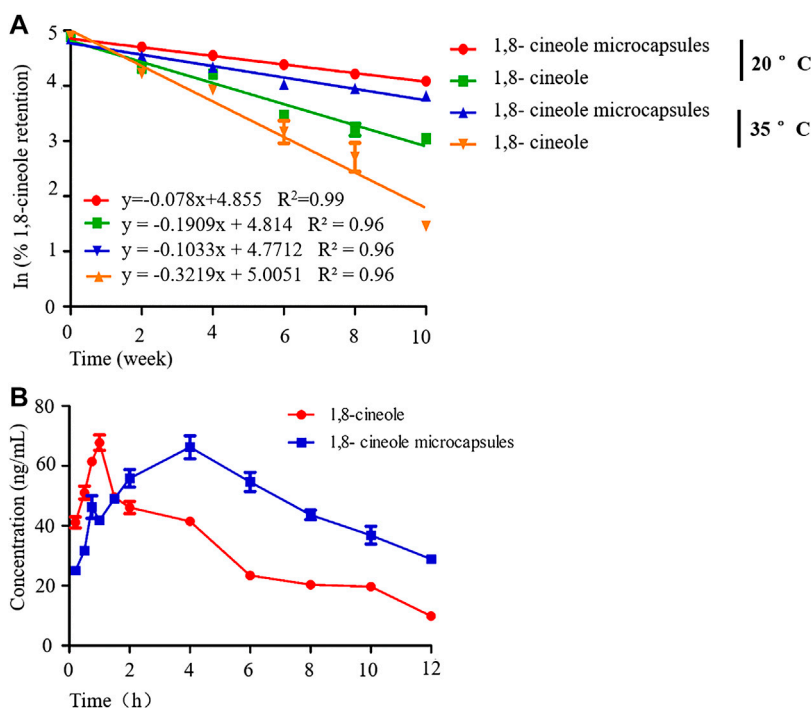 A
5
4
3
2
1
0
ln (% 1,8-cineole retention)
0 2 4 6 8 10
Time (week)
y=-0.078x+4.855 R²=0.99
y = -0.1909x + 4.814 R² = 0.96
y = -0.1033x + 4.7712 R² = 0.96
y = -0.3219x + 5.0051 R² = 0.96
1,8- cineole microcapsules
1,8- cineole
20 ° C
1,8- cineole microcapsules
1,8- cineole
35 ° C
B
80
60
40
20
0
Concentration (ng/mL)
0 2 4 6 8 10 12
Time（h）
1,8-cineole
1,8- cineole microcapsules